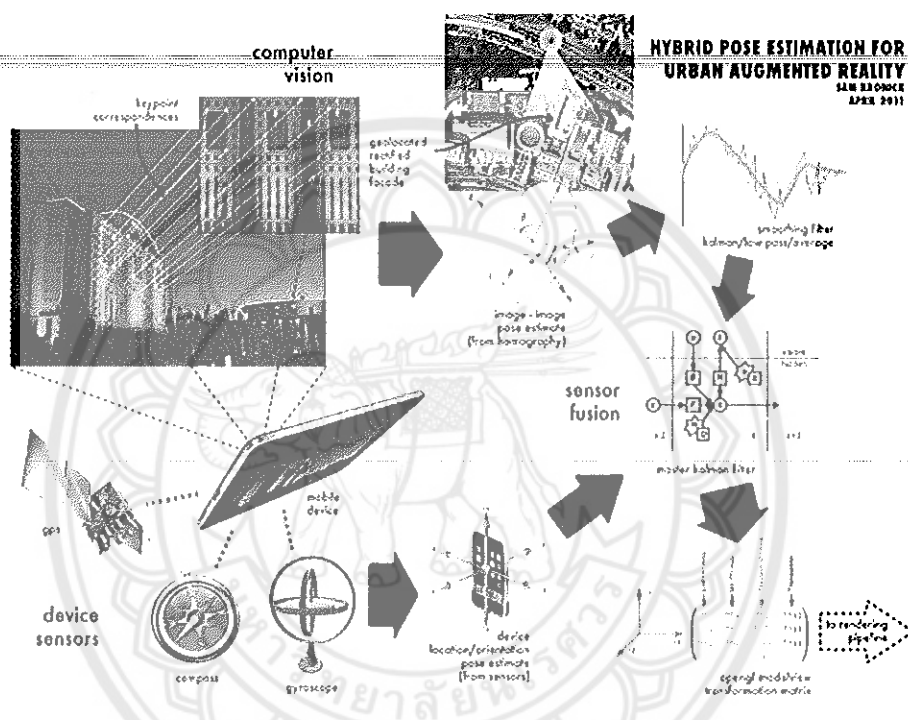 HYBRID POSE ESTIMATION FOR
URBAN AUGMENTED REALITY
APRIL 2011
computer
vision
keypoint
correspondences
geolocated
rectified
building
facade
smoothing filter
kalman/low pass/average
image - image
pose estimate
(from homography)
sensor
fusion
master kalman filter
mobile
device
gps
device
sensors
compass
gyroscope
device
location/orientation
pose estimate
(from sensors)
opengl modelview
transformation matrix
to rendering
pipeline